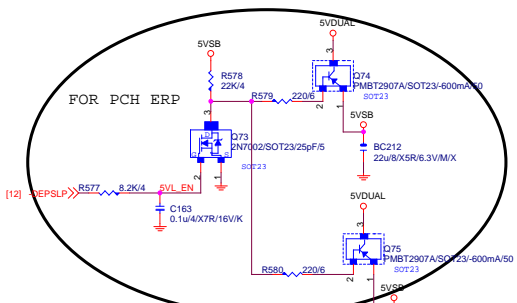 5VDUAL
5VSB
3
R578
22K/4
Q74
PMBT2907A/SOT23/-600mA/50
SOT23
FOR PCH ERP
R579
220/6
2
1
3
5VSB
Q73
2N7002/SOT23/25pF/5
SOT23
D
G
S
BC212
22u/8/X5R/6.3V/M/X
2
1
[12] -DEPSLP
R577
8.2K/4
5VL_EN
5VDUAL
C163
0.1u/4/X7R/16V/K
3
Q75
PMBT2907A/SOT23/-600mA/50
SOT23
R580
220/6
2
1
5VSB